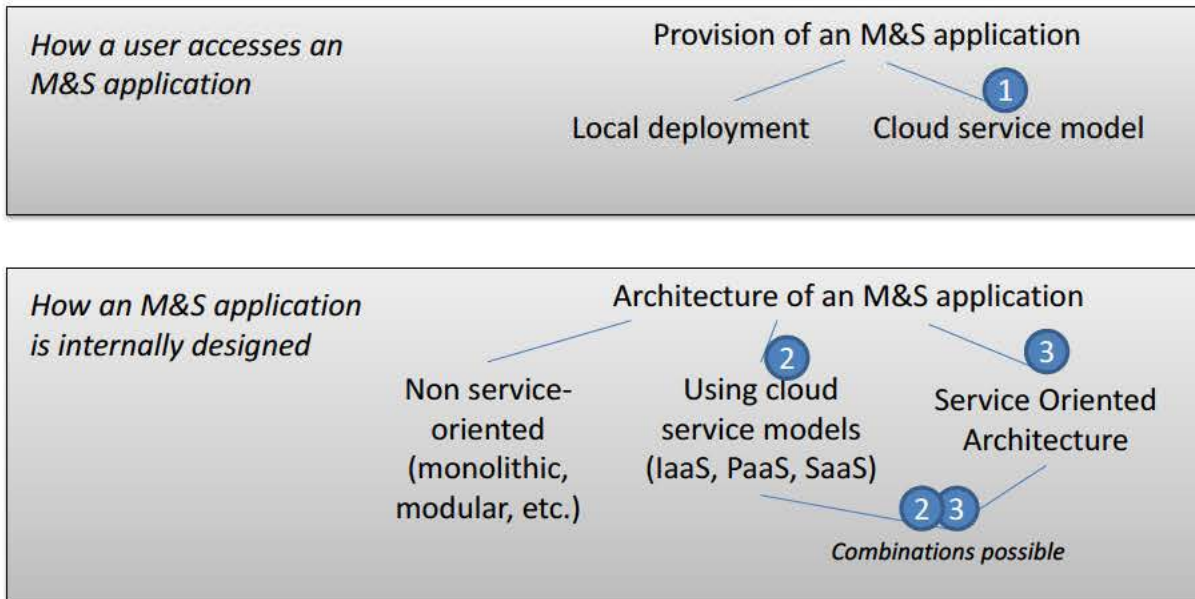 How a user accesses an
M&S application
Provision of an M&S application
1
Local deployment
Cloud service model
How an M&S application
is internally designed
Architecture of an M&S application
2
3
Non service-
oriented
(monolithic,
modular, etc.)
Using cloud
service models
(IaaS, PaaS, SaaS)
Service Oriented
Architecture
2 3
Combinations possible